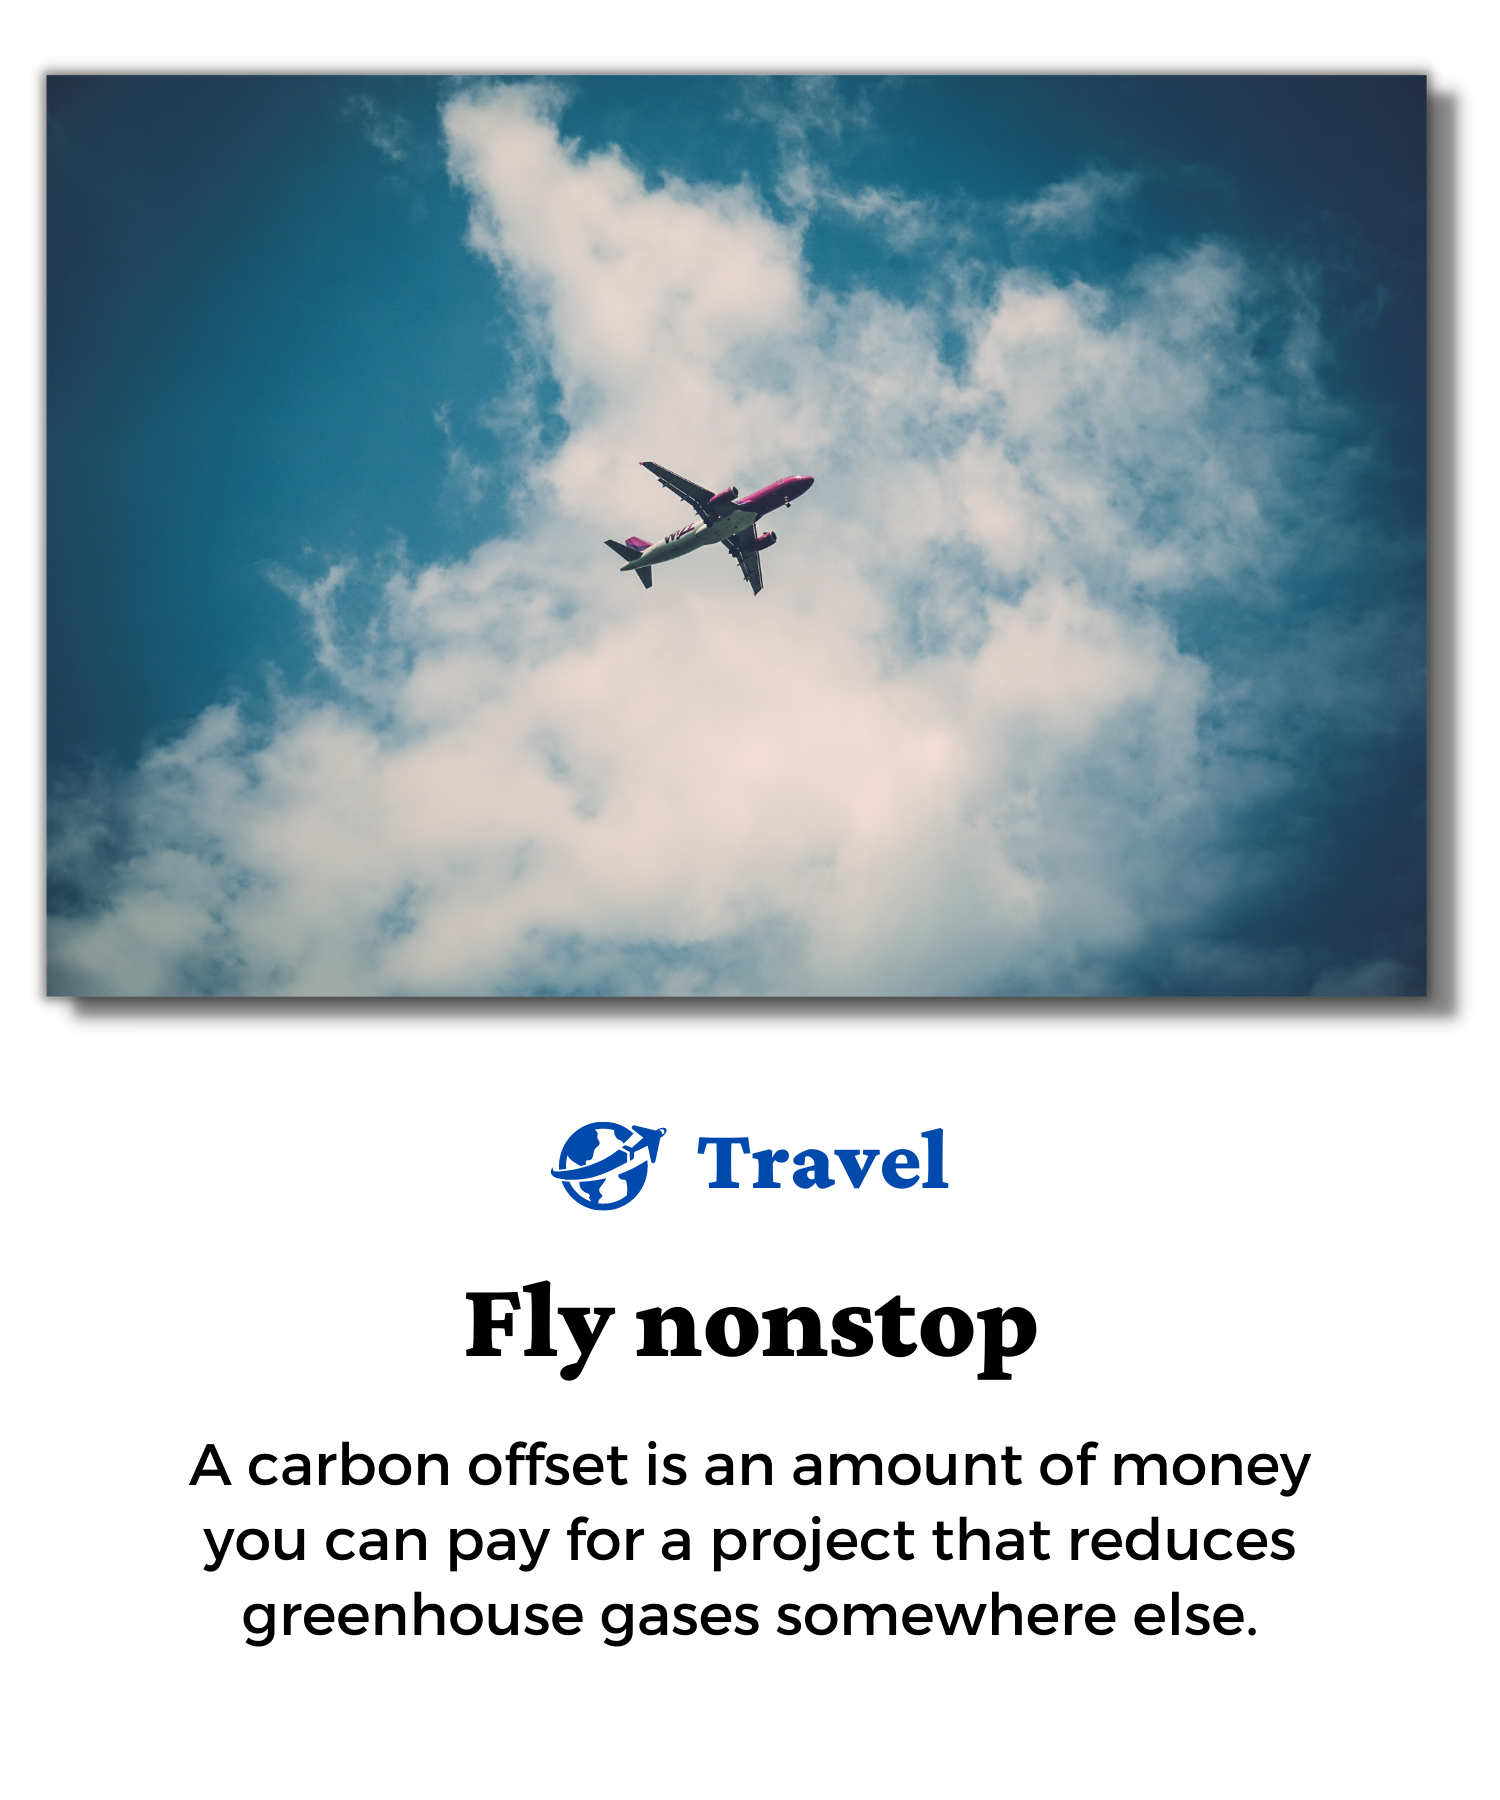 WIZZ
Travel
Fly nonstop
A carbon offset is an amount of money
you can pay for a project that reduces
greenhouse gases somewhere else.